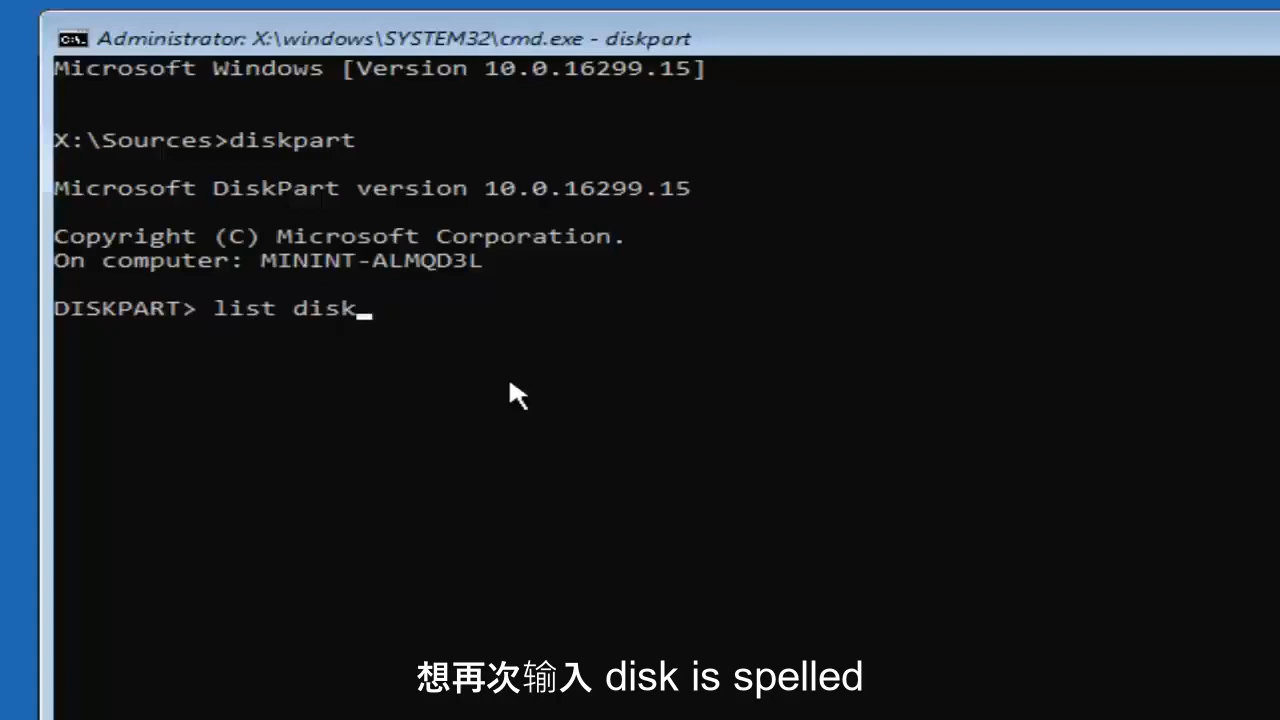 Administrator: X:\windows\SYSTEM32\cmd.exe - diskpart
Microsoft Windows [Version 10.0.16299.15]
X:\Sources>diskpart
Microsoft DiskPart version 10.0.16299.15
Copyright (C) Microsoft Corporation.
On computer: MININT-ALMQD3L
DISKPART> list disk_
想再次输入 disk is spelled